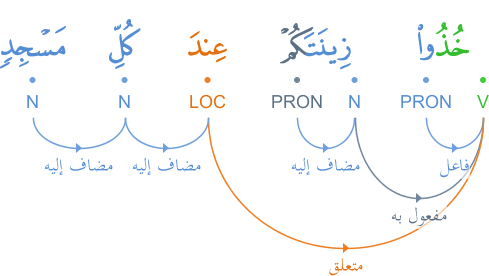 خُذُوا۟ زِينَتَكُمْ عِندَ كُلِّ مَسْجِدٍ
V PRON N PRON LOC N N
مضاف إليه مضاف إليه مضاف إليه فاعل
مفعول به
متعلق